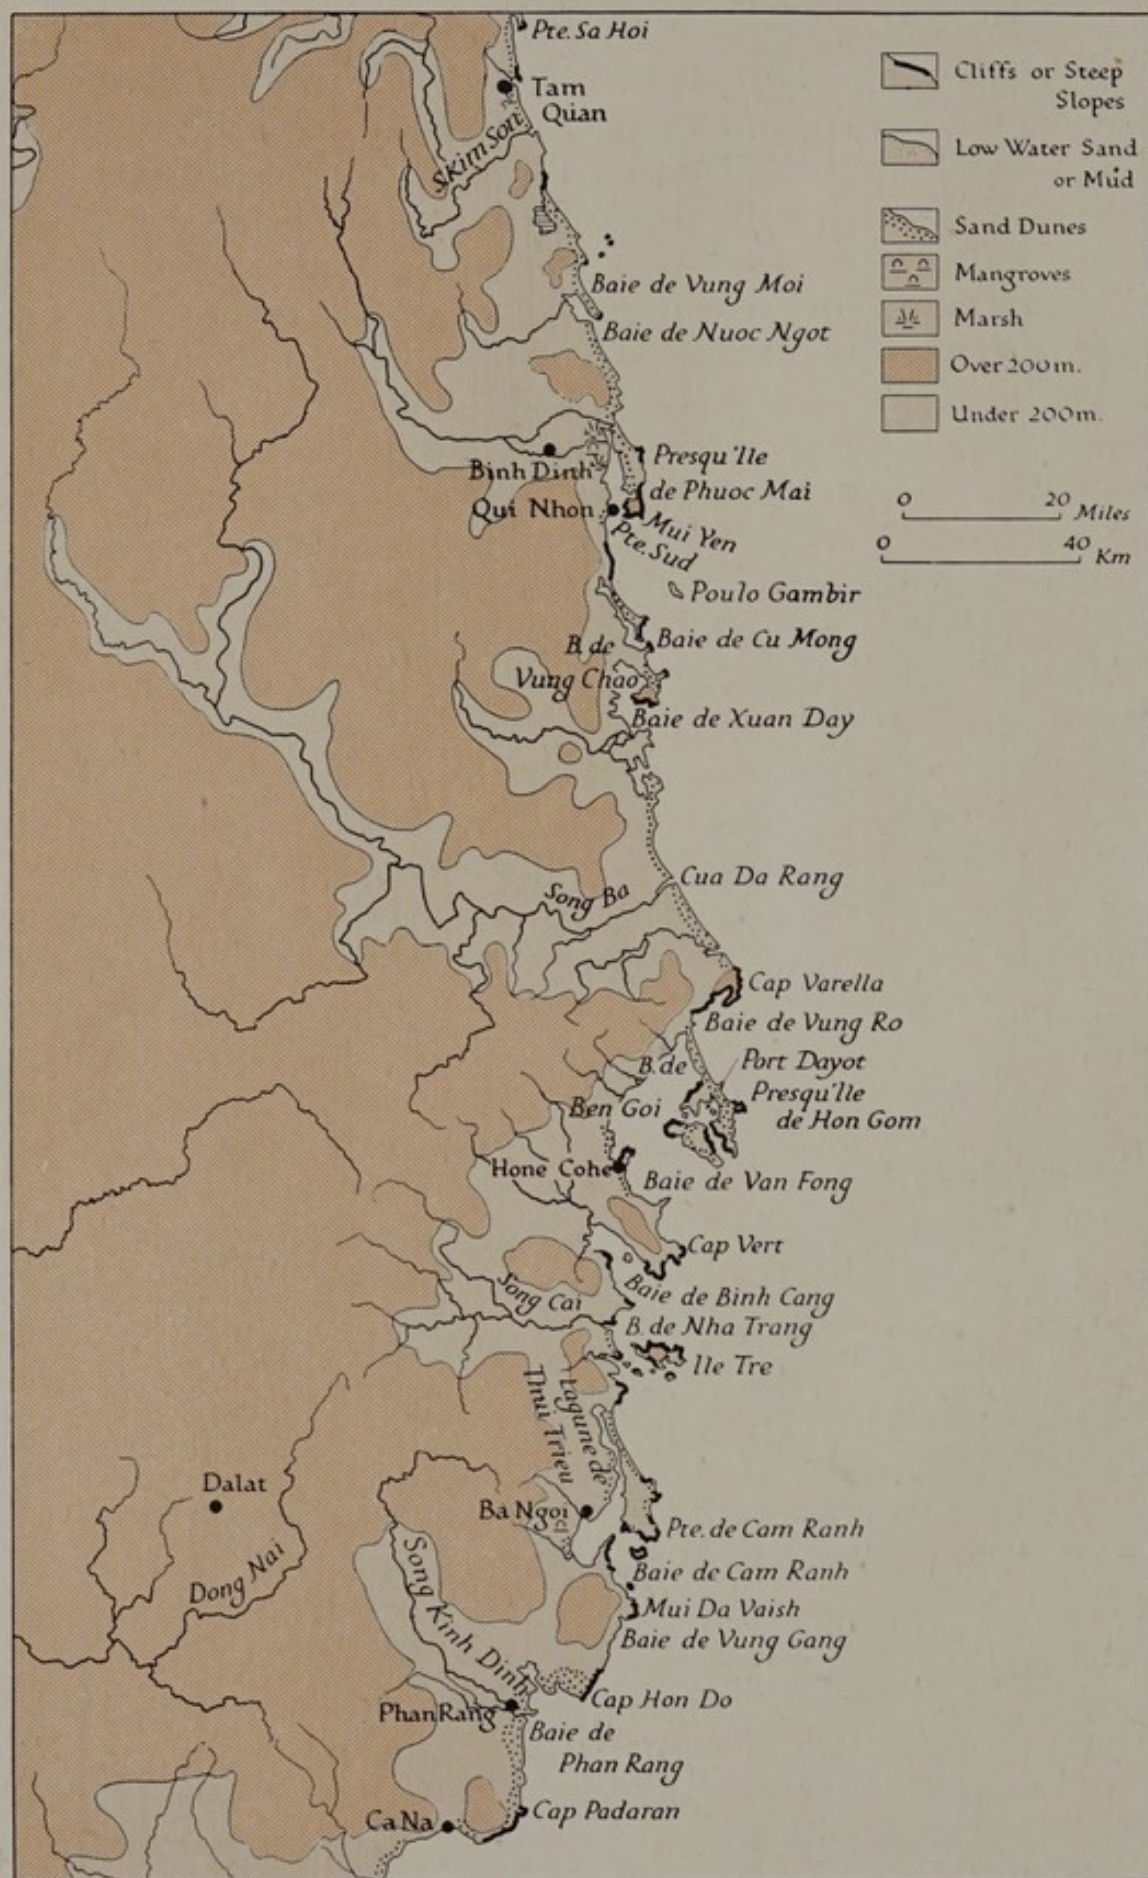 Pte. Sa Hoi
Tam
Quan
S. Kim Son
Baie de Vung Moi
Baie de Nuoc Ngot
Binh Dinh
Presqu'Ile
de Phuoc Mai
Qui Nhon
Mui Yen
Pte. Sud
Poulo Gambir
Baie de Cu Mong
B. de
Vung Chao
Baie de Xuan Day
Song Ba
Cua Da Rang
Cap Varella
Baie de Vung Ro
B. de
Ben Goi
Port Dayot
Presqu'Ile
de Hon Gom
Hone Cohe
Baie de Van Fong
Cap Vert
Song Cai
Baie de Binh Cang
B. de Nha Trang
Ile Tre
Lagune de
Thui Trieu
Dalat
Ba Ngoi
Pte. de Cam Ranh
Dong Nai
Song Kinh Dinh
Baie de Cam Ranh
Mui Da Vaish
Baie de Vung Gang
Cap Hon Do
Phan Rang
Baie de
Phan Rang
Ca Na
Cap Padaran
Cliffs or Steep
Slopes
Low Water Sand
or Mud
Sand Dunes
Mangroves
Marsh
Over 200m.
Under 200m.
0 20 Miles
0 40 Km